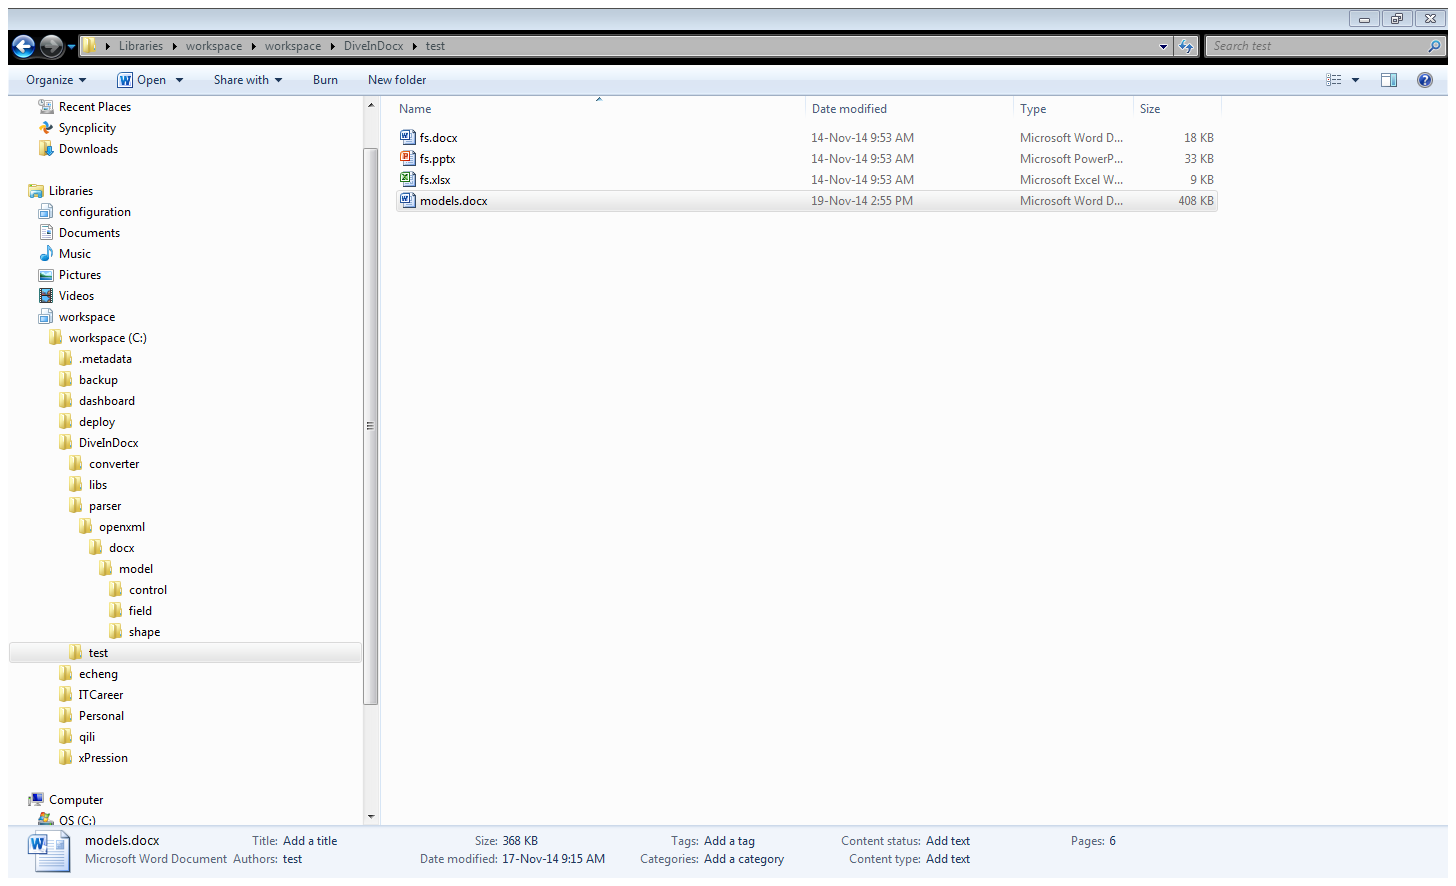 Libraries workspace workspace DiveInDocx test
Search test
Organize Open Share with Burn New folder
Recent Places
Syncplicity
Downloads
Libraries
configuration
Documents
Music
Pictures
Videos
workspace
workspace (C:)
.metadata
backup
dashboard
deploy
DiveInDocx
converter
libs
parser
openxml
docx
model
control
field
shape
test
echeng
ITCareer
Personal
qili
xPression
Computer
OS (C:)
Name Date modified Type Size
fs.docx 14-Nov-14 9:53 AM Microsoft Word D... 18 KB
fs.pptx 14-Nov-14 9:53 AM Microsoft PowerP... 33 KB
fs.xlsx 14-Nov-14 9:53 AM Microsoft Excel W... 9 KB
models.docx 19-Nov-14 2:55 PM Microsoft Word D... 408 KB
models.docx Title: Add a title Size: 368 KB Tags: Add a tag Content status: Add text Pages: 6
Microsoft Word Document Authors: test Date modified: 17-Nov-14 9:15 AM Categories: Add a category Content type: Add text